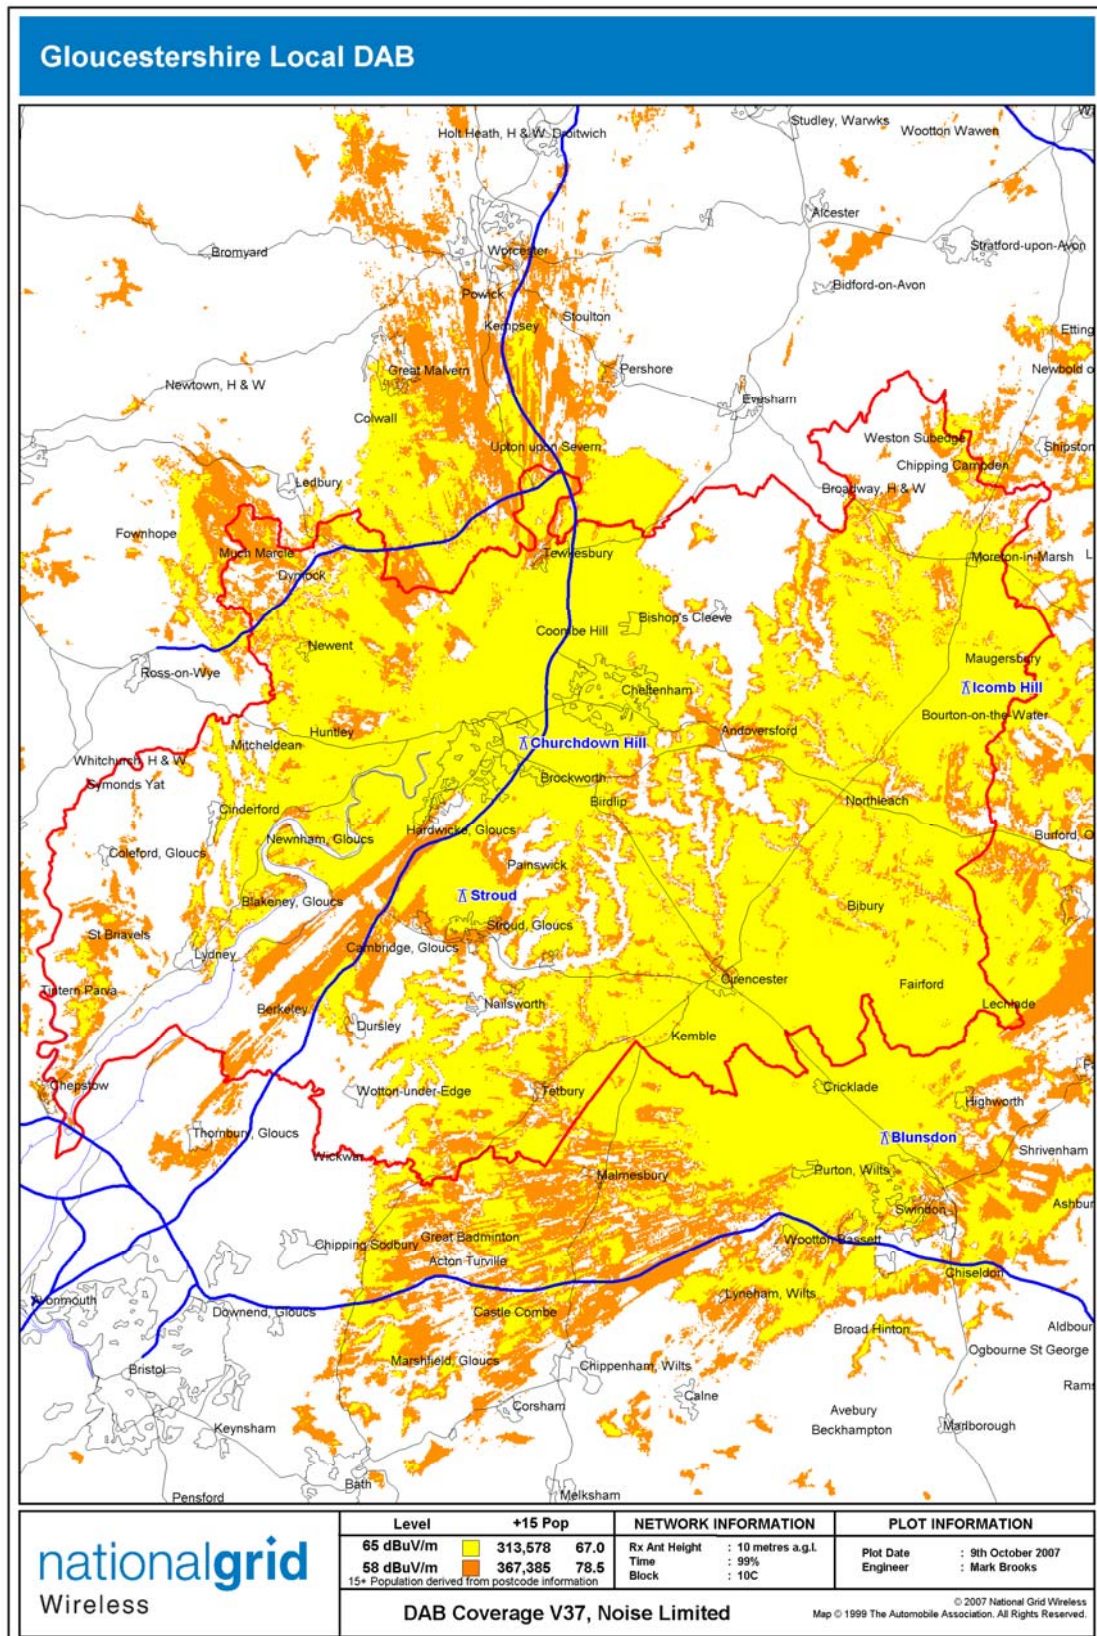 Gloucestershire Local DAB
Holt Heath, H & W
Droitwich
Studley, Warwks
Wootton Wawen
Alcester
Bromyard
Worcester
Stratford-upon-Avon
Bidford-on-Avon
Powick
Stoulton
Kempsey
Etting
Great Malvern
Pershore
Newbold o
Newtown, H & W
Evesham
Colwall
Weston Subedge
Upton upon Severn
Shipston
Chipping Campden
Ledbury
Broadway, H & W
Fownhope
Much Marcle
Tewkesbury
Moreton-in-Marsh
L
Dymock
Bishop's Cleeve
Coombe Hill
Newent
Maugersbury
Ross-on-Wye
Cheltenham
Icomb Hill
Bourton-on-the-Water
Huntley
Andoversford
Mitcheldean
Churchdown Hill
Whitchurch, H & W
Symonds Yat
Brockworth
Birdlip
Northleach
Cinderford
Hardwicke, Gloucs
Newnham, Gloucs
Burford, O
Coleford, Gloucs
Painswick
Stroud
Blakeney, Gloucs
Bibury
Stroud, Gloucs
St Briavels
Cambridge, Gloucs
Lydney
Cirencester
Fairford
Tintern Parva
Nailsworth
Lechlade
Berkeley
Dursley
Kemble
Chepstow
Wotton-under-Edge
Tetbury
Cricklade
Highworth
Thornbury, Gloucs
Blunsdon
Shrivenham
Wickwar
Malmesbury
Purton, Wilts
Ashbur
Swindon
Great Badminton
Chipping Sodbury
Wootton Bassett
Acton Turville
Chiseldon
Lyneham, Wilts
Avonmouth
Downend, Gloucs
Castle Combe
Broad Hinton
Aldbour
Ogbourne St George
Marshfield, Gloucs
Bristol
Chippenham, Wilts
Rams
Calne
Corsham
Avebury
Keynsham
Beckhampton
Marlborough
Bath
Pensford
Melksham
nationalgrid
Wireless
Level +15 Pop
65 dBuV/m 313,578 67.0
58 dBuV/m 367,385 78.5
15+ Population derived from postcode information
NETWORK INFORMATION
Rx Ant Height : 10 metres a.g.l.
Time : 99%
Block : 10C
PLOT INFORMATION
Plot Date : 9th October 2007
Engineer : Mark Brooks
DAB Coverage V37, Noise Limited
© 2007 National Grid Wireless
Map © 1999 The Automobile Association. All Rights Reserved.